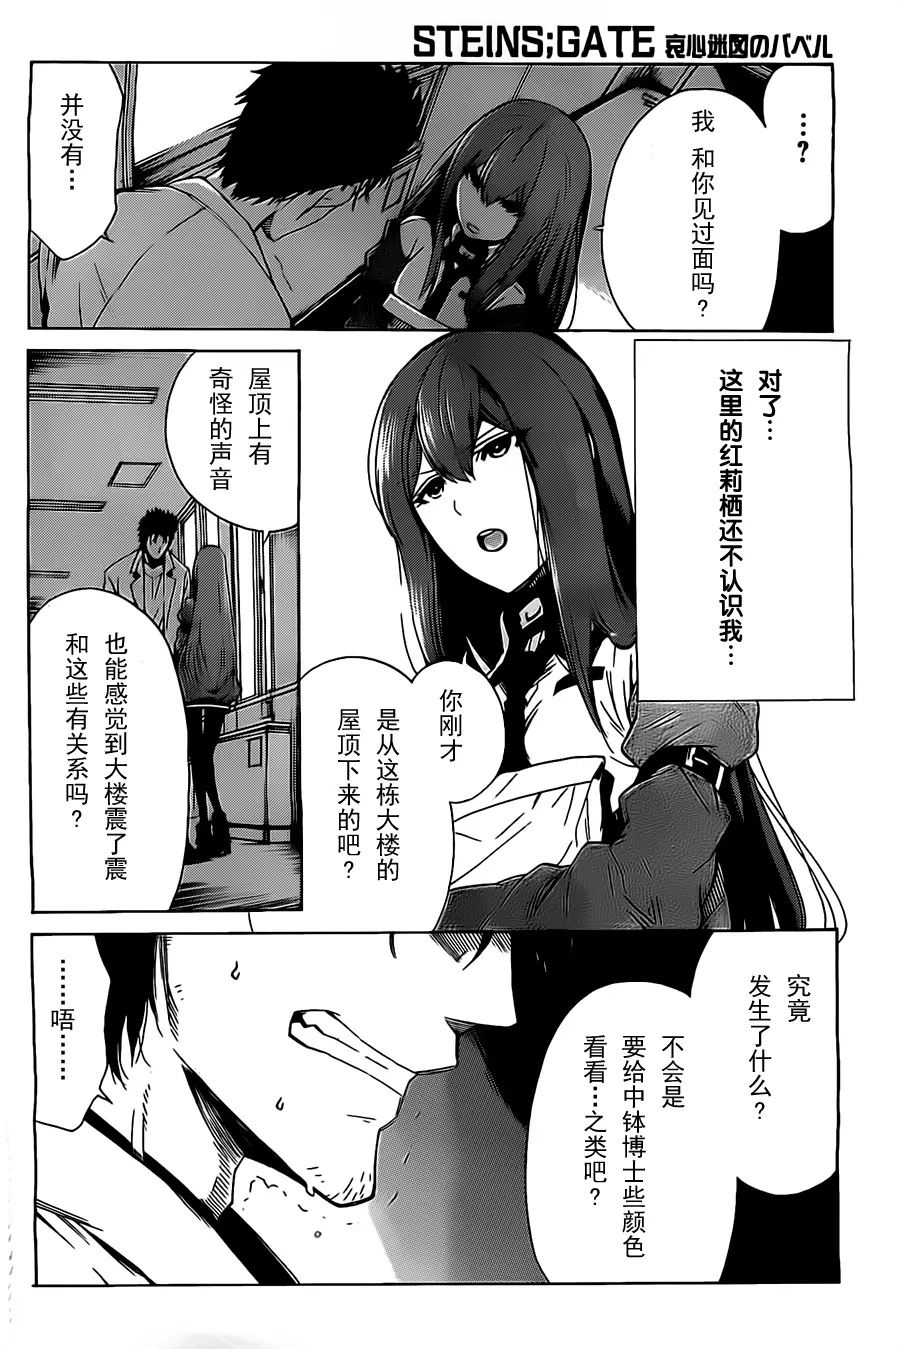 STEINS;GATE 哀心迷図のバベル
…?
我 和你见过面吗?
并没有…
对了…
这里的红莉栖还不认识我…
你刚才
是从这栋大楼的
屋顶下来的吧?
屋顶上有
奇怪的声音
也能感觉到大楼震了震
和这些有关系吗?
究竟
发生了什么?
不会是
要给中钵博士些颜色
看看…之类吧?
……唔……